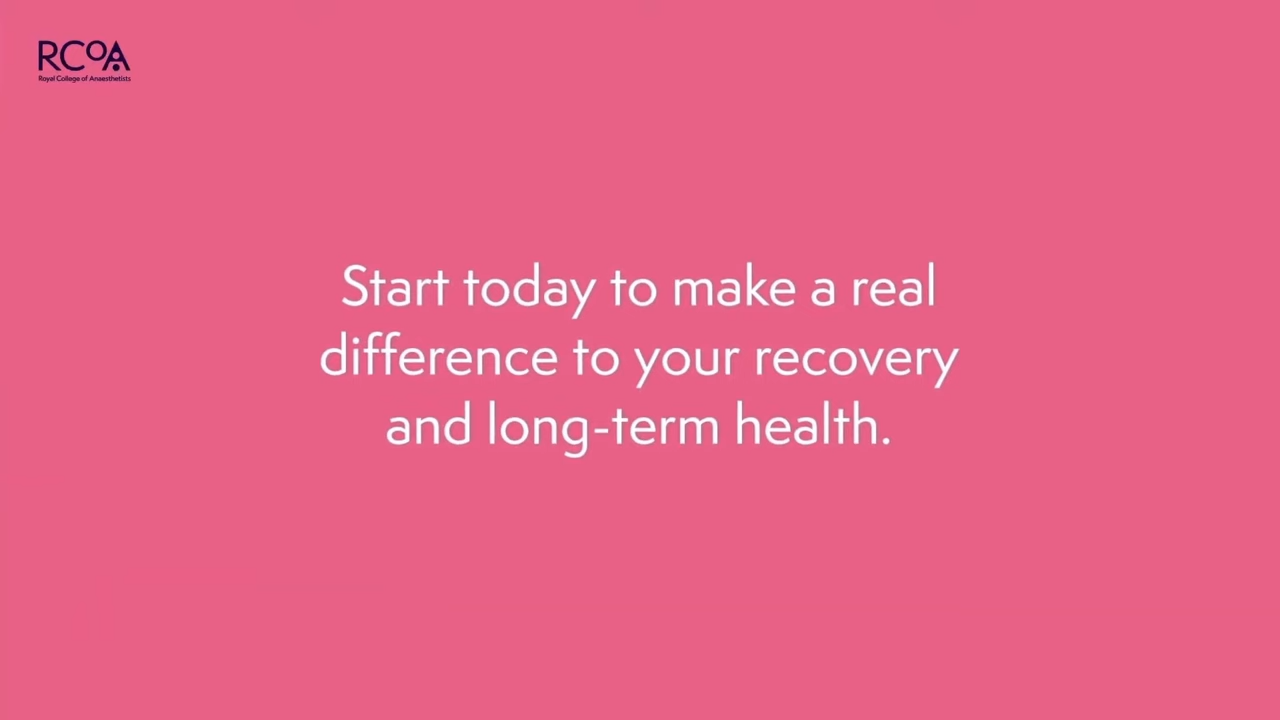 RCOA
Royal College of Anaesthetists
Start today to make a real
difference to your recovery
and long-term health.